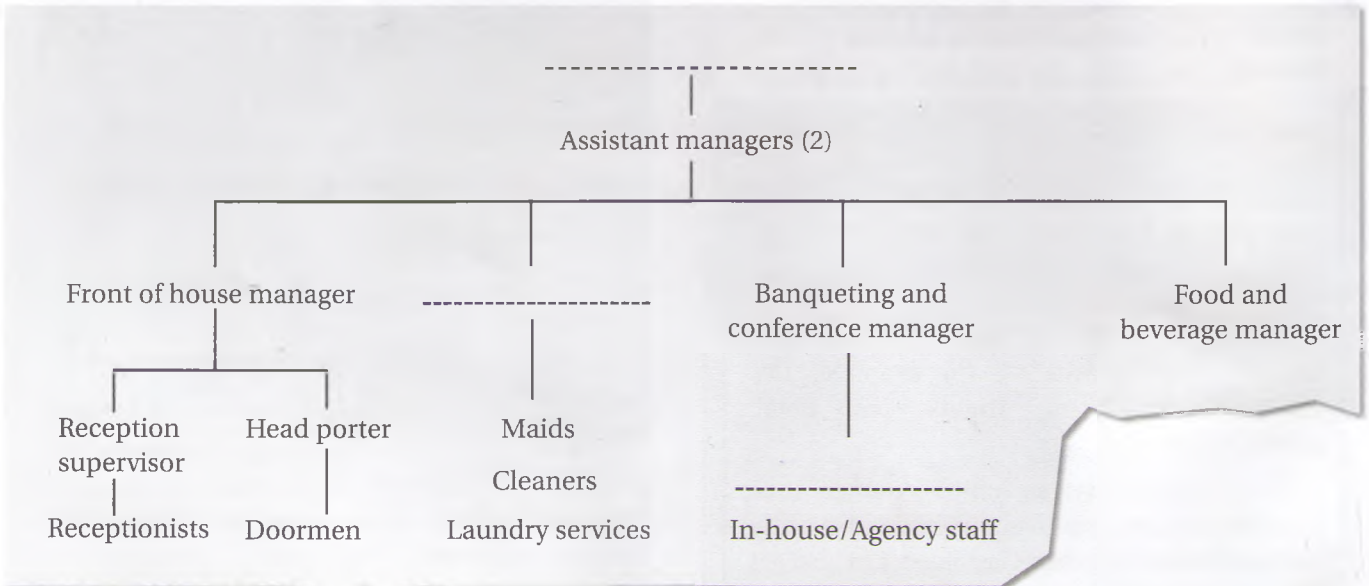 Assistant managers (2)
Front of house manager
Banqueting and
conference manager
Food and
beverage manager
Reception
supervisor
Head porter
Maids
Cleaners
Receptionists
Doormen
Laundry services
In-house/Agency staff